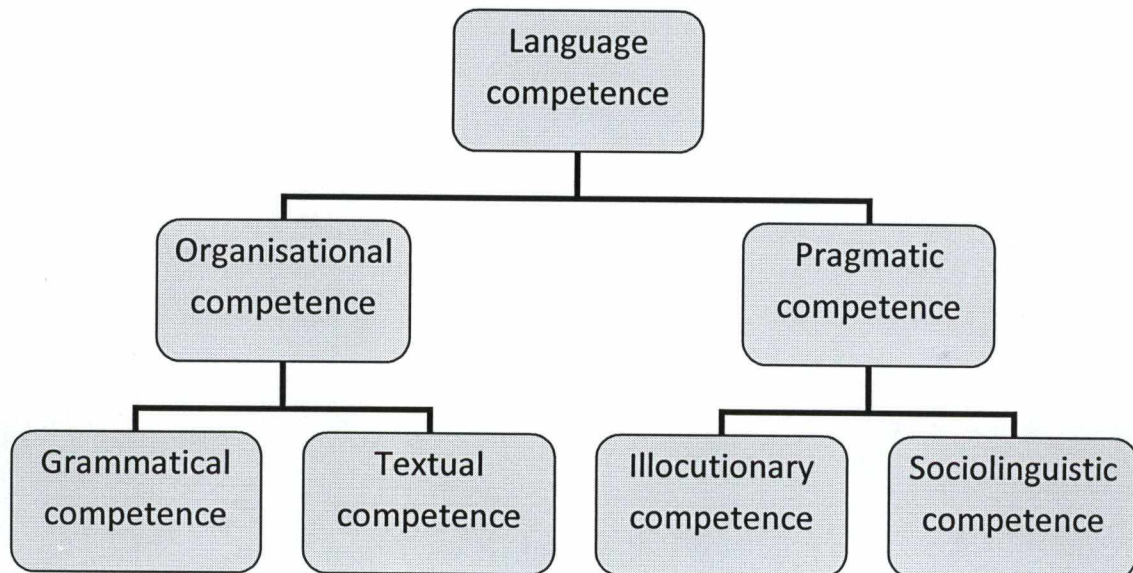 Language
competence
Organisational
competence
Pragmatic
competence
Grammatical
competence
Textual
competence
Illocutionary
competence
Sociolinguistic
competence